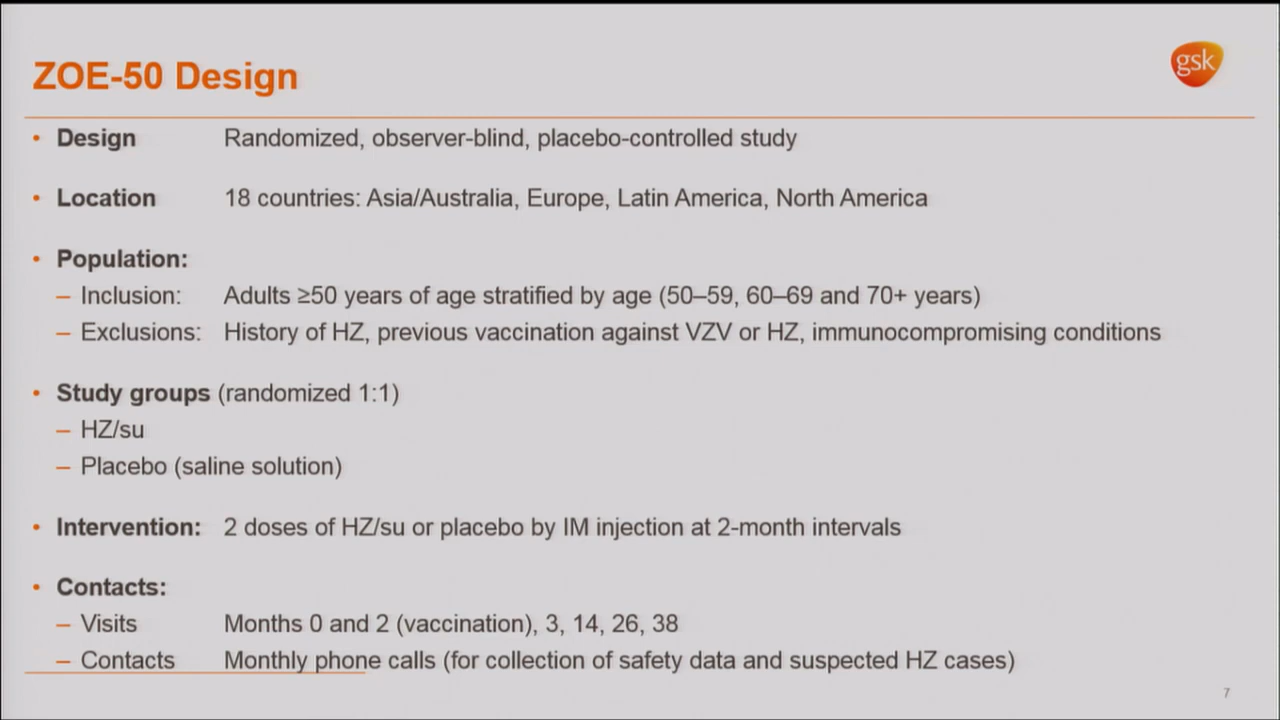 ZOE-50 Design
gsk
• Design Randomized, observer-blind, placebo-controlled study
• Location 18 countries: Asia/Australia, Europe, Latin America, North America
• Population:
– Inclusion: Adults ≥50 years of age stratified by age (50–59, 60–69 and 70+ years)
– Exclusions: History of HZ, previous vaccination against VZV or HZ, immunocompromising conditions
• Study groups (randomized 1:1)
– HZ/su
– Placebo (saline solution)
• Intervention: 2 doses of HZ/su or placebo by IM injection at 2-month intervals
• Contacts:
– Visits Months 0 and 2 (vaccination), 3, 14, 26, 38
– Contacts Monthly phone calls (for collection of safety data and suspected HZ cases)
7